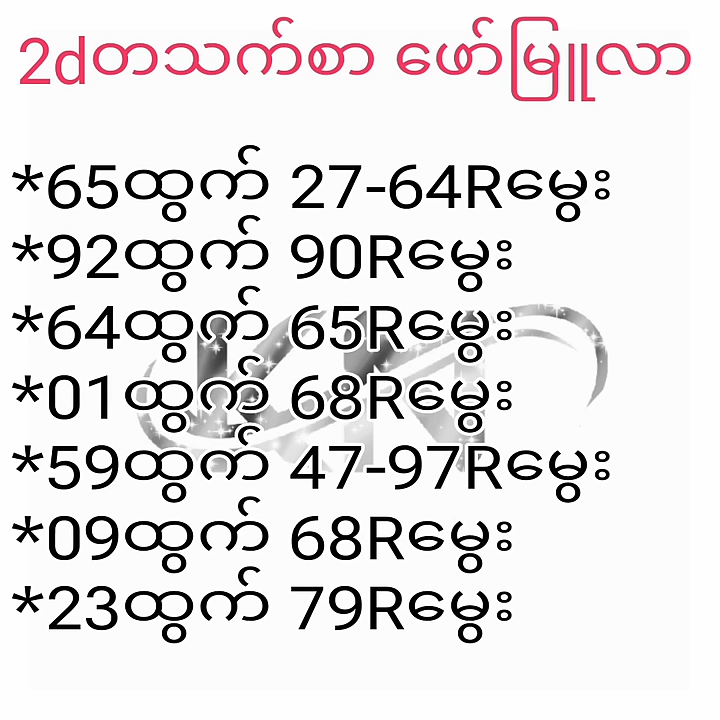 2dတသက်စာ ဖော်မြူလာ
*65ထွက် 27-64Rမွေး
*92ထွက် 90Rမွေး
*64ထွက် 65Rမွေး
*01ထွက် 68Rမွေး
*59ထွက် 47-97Rမွေး
*09ထွက် 68Rမွေး
*23ထွက် 79Rမွေး